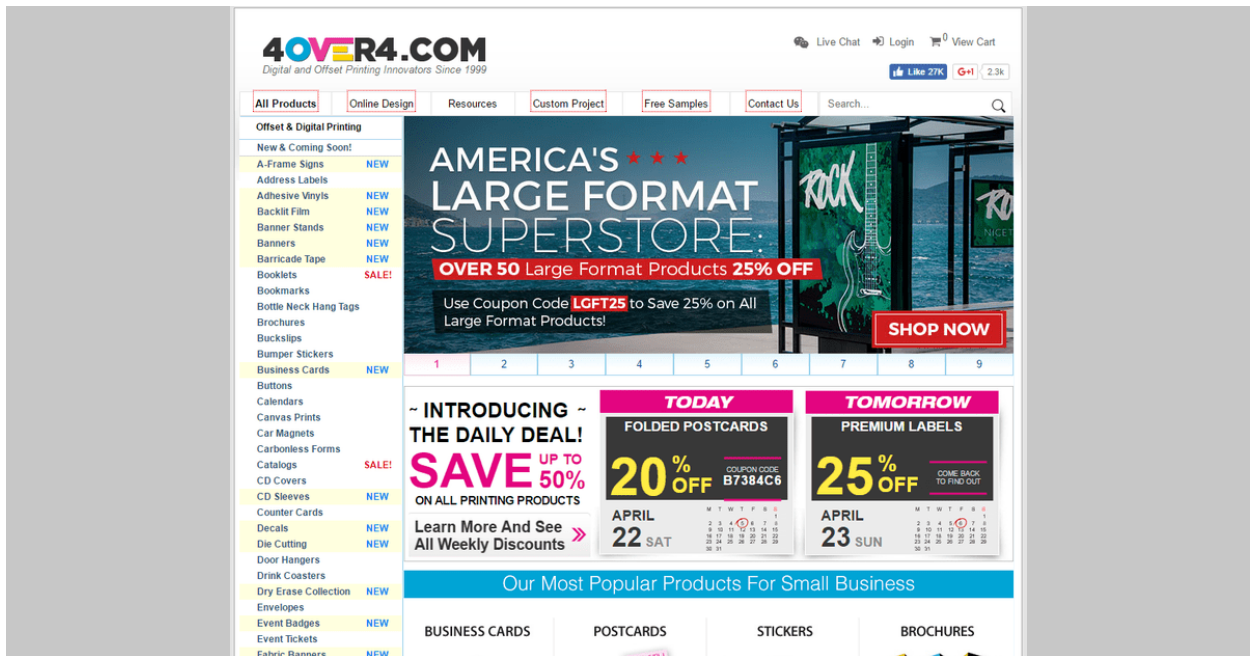 4OVER4.COM
Digital and Offset Printing Innovators Since 1999
Live Chat
Login
0
View Cart
Like 27K
G+1
2.3k
All Products
Online Design
Resources
Custom Project
Free Samples
Contact Us
Search...
Offset & Digital Printing
New & Coming Soon!
A-Frame Signs NEW
Address Labels
Adhesive Vinyls NEW
Backlit Film NEW
Banner Stands NEW
Banners NEW
Barricade Tape NEW
Booklets SALE!
Bookmarks
Bottle Neck Hang Tags
Brochures
Buckslips
Bumper Stickers
Business Cards NEW
Buttons
Calendars
Canvas Prints
Car Magnets
Carbonless Forms
Catalogs SALE!
CD Covers
CD Sleeves NEW
Counter Cards
Decals NEW
Die Cutting NEW
Door Hangers
Drink Coasters
Dry Erase Collection NEW
Envelopes
Event Badges NEW
Event Tickets
Fabric Banners NEW
AMERICA'S
LARGE FORMAT
SUPERSTORE:
OVER 50 Large Format Products 25% OFF
Use Coupon Code LGFT25 to Save 25% on All
Large Format Products!
ROCK
SHOP NOW
1 2 3 4 5 6 7 8 9
~ INTRODUCING ~
THE DAILY DEAL!
SAVE UP TO 50%
ON ALL PRINTING PRODUCTS
Learn More And See
All Weekly Discounts
TODAY
FOLDED POSTCARDS
20% OFF
COUPON CODE
B7384C6
APRIL
22 SAT
TOMORROW
PREMIUM LABELS
25% OFF
COME BACK
TO FIND OUT
APRIL
23 SUN
Our Most Popular Products For Small Business
BUSINESS CARDS
POSTCARDS
STICKERS
BROCHURES